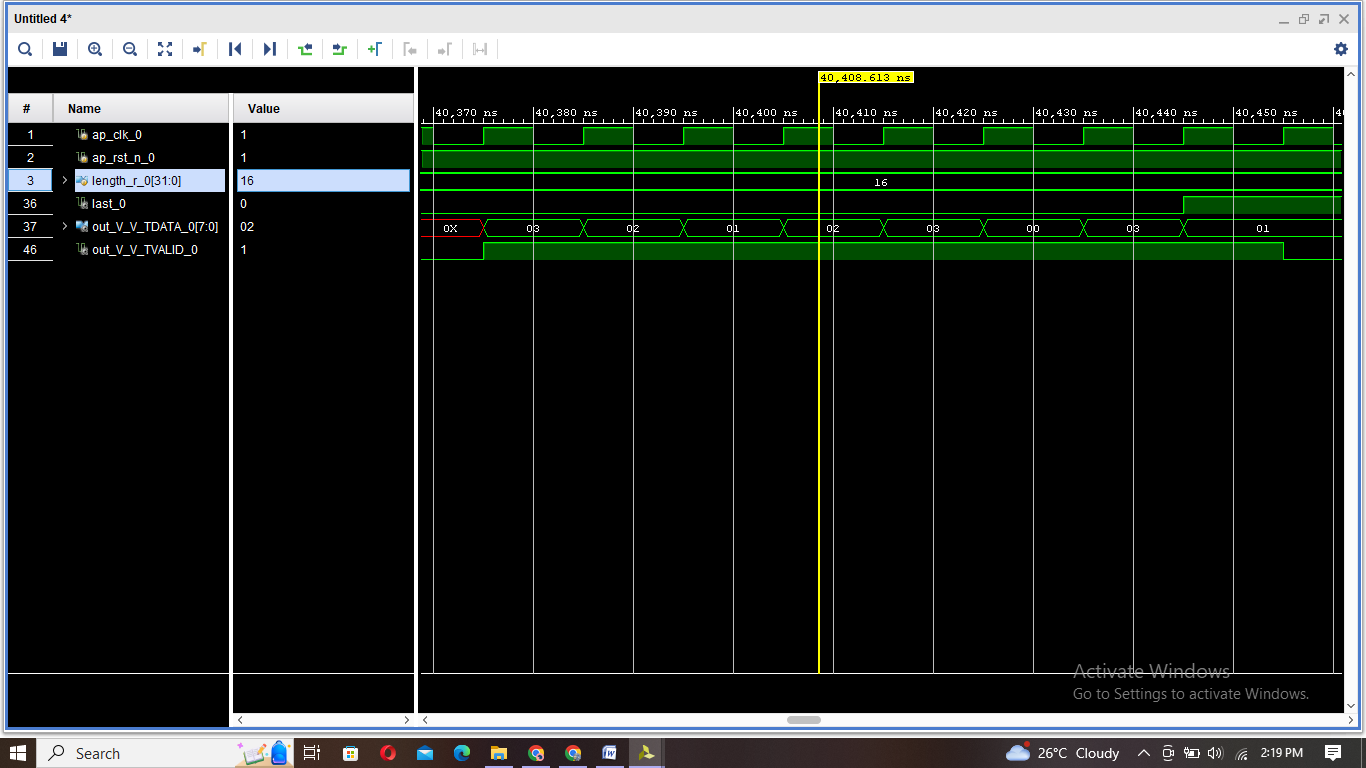 Untitled 4*
# Name Value
1 ap_clk_0 1
2 ap_rst_n_0 1
3 length_r_0[31:0] 16
36 last_0 0
37 out_V_V_TDATA_0[7:0] 02
46 out_V_V_TVALID_0 1
40,408.613 ns
40,370 ns 40,380 ns 40,390 ns 40,400 ns 40,410 ns 40,420 ns 40,430 ns 40,440 ns 40,450 ns
16
0X 03 02 01 02 03 00 03 01
Activate Windows
Go to Settings to activate Windows.
Search 26°C Cloudy 2:19 PM